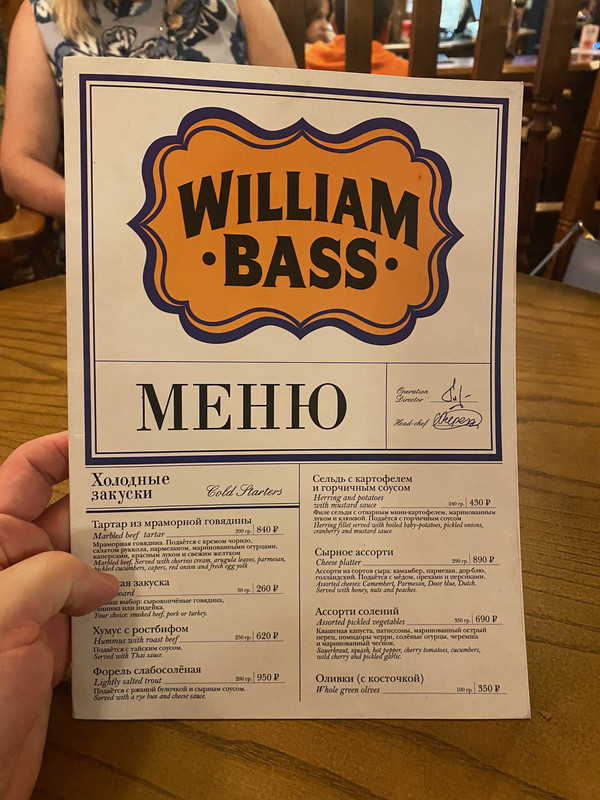 WILLIAM
• BASS •
МЕНЮ
Operation
Director
Head-chef
Холодные
закуски
Cold Starters
Тартар из мраморной говядины
Marbled beef tartar 200 гр. 840 ₽
Мраморная говядина. Подаётся с кремом чоризо,
салатом руккола, пармезаном, маринованными огурцами,
каперсами, красным луком и свежим желтком
Marbled beef. Served with chorizo cream, arugula leaves, parmesan,
pickled cucumbers, capers, red onion and fresh egg yolk
закуска
board 50 гр. 260 ₽
выбор: сырокопчёные говядина,
или индейка.
Your choice: smoked beef, pork or turkey.
Хумус с ростбифом
Hummus with roast beef 250 гр. 620 ₽
Подаётся с тайским соусом.
Served with Thai sauce.
Форель слабосолёная
Lightly salted trout 200 гр. 950 ₽
Подаётся с ржаной булочкой и сырным соусом.
Served with a rye bun and cheese sauce.
Сельдь с картофелем
и горчичным соусом
Herring and potatoes
with mustard sauce 240 гр. 430 ₽
Филе сельди с отварным мини-картофелем, маринованным
луком и клюквой. Подаётся с горчичным соусом
Herring fillet served with boiled baby-potatoes, pickled onions,
cranberry and mustard sauce
Сырное ассорти
Cheese platter 290 гр. 890 ₽
Ассорти из сортов сыра: камамбер, пармезан, дор-блю,
голландский. Подаётся с мёдом, орехами и персиками.
Assorted cheeses: Camembert, Parmesan, Door blue, Dutch.
Served with honey, nuts and peaches.
Ассорти солений
Assorted pickled vegetables 350 гр. 690 ₽
Квашеная капуста, патиссоны, маринованный острый
перец, помидоры черри, солёные огурцы, черемша
и маринованный чеснок.
Sauerkraut, squash, hot pepper, cherry tomatoes, cucumbers,
wild cherry and pickled garlic.
Оливки (с косточкой)
Whole green olives 100 гр. 350 ₽